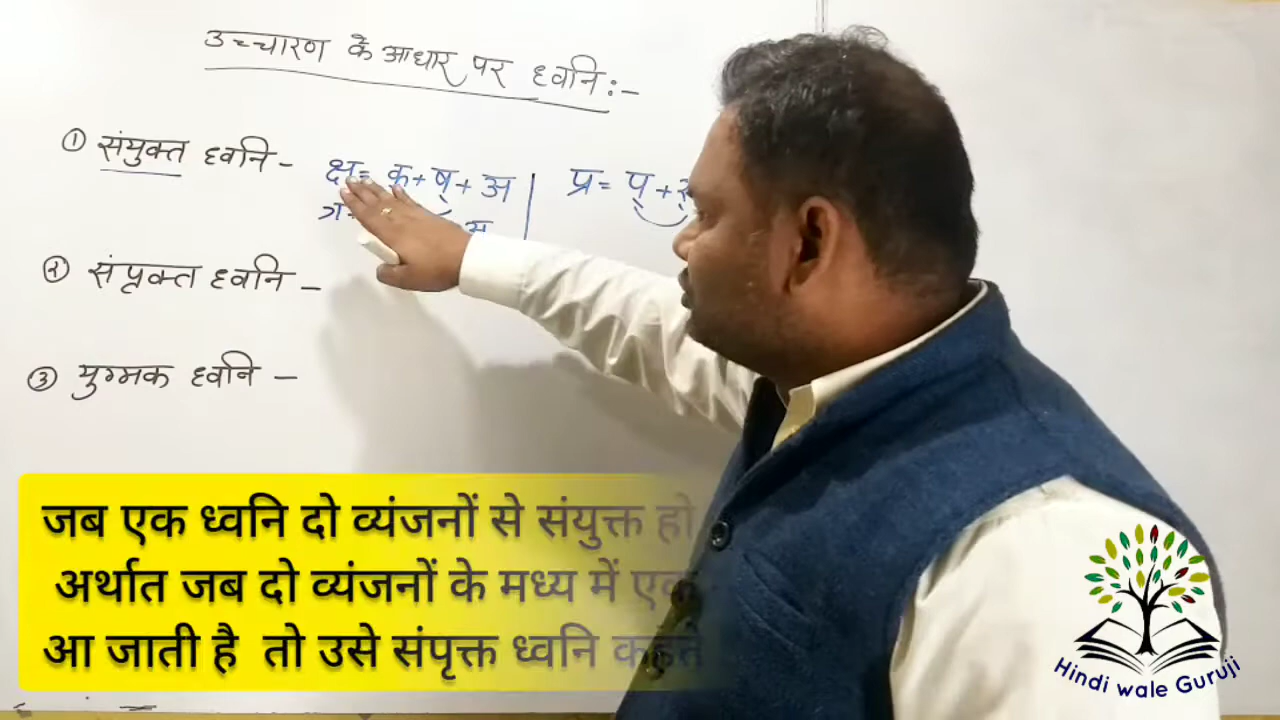 उच्चारण के आधार पर ध्वनि :-
① संयुक्त ध्वनि - क्ष = क् + ष् + अ | प्र = प् +
② संपृक्त ध्वनि -
③ युग्मक ध्वनि -
जब एक ध्वनि दो व्यंजनों से संयुक्त हो
अर्थात जब दो व्यंजनों के मध्य में एक
आ जाती है तो उसे संपृक्त ध्वनि कहते
Hindi wale Guruji